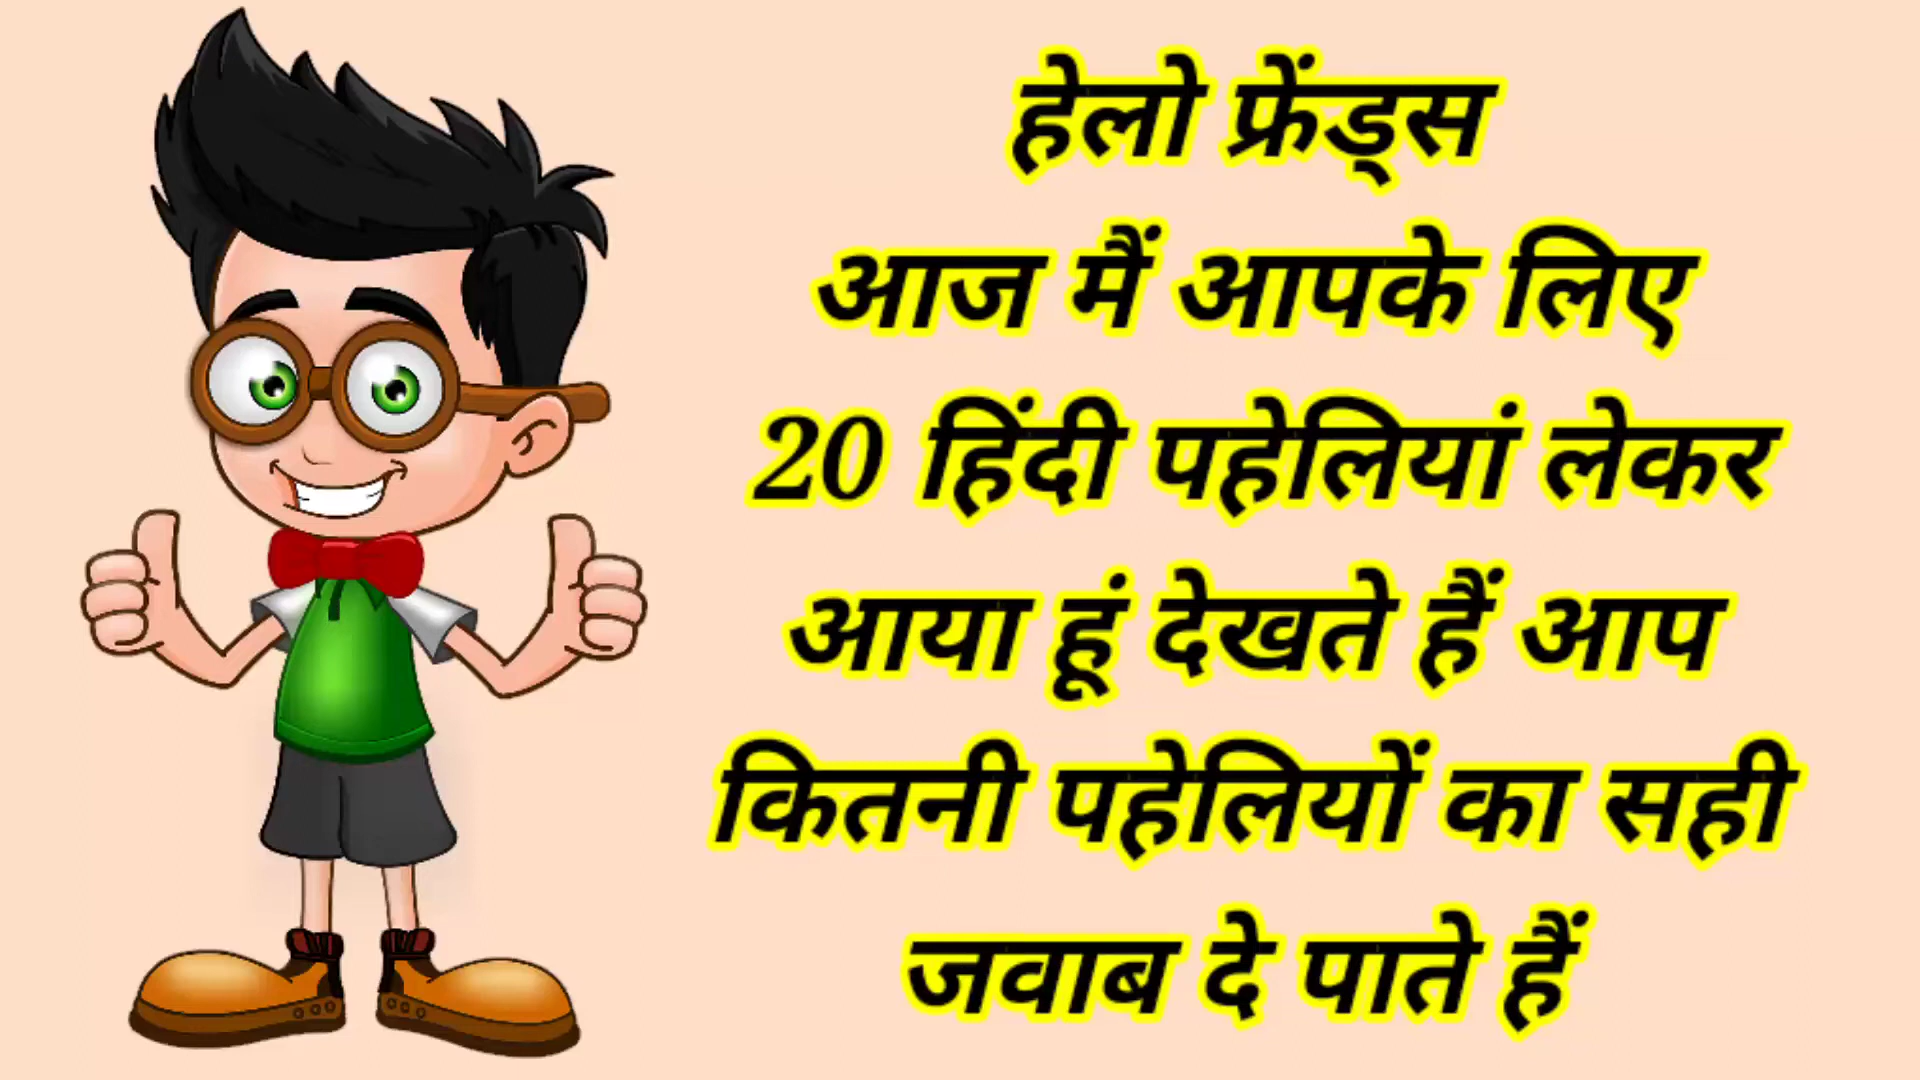 हेलो फ्रेंड्स
आज मैं आपके लिए
20 हिंदी पहेलियां लेकर
आया हूं देखते हैं आप
कितनी पहेलियों का सही
जवाब दे पाते हैं